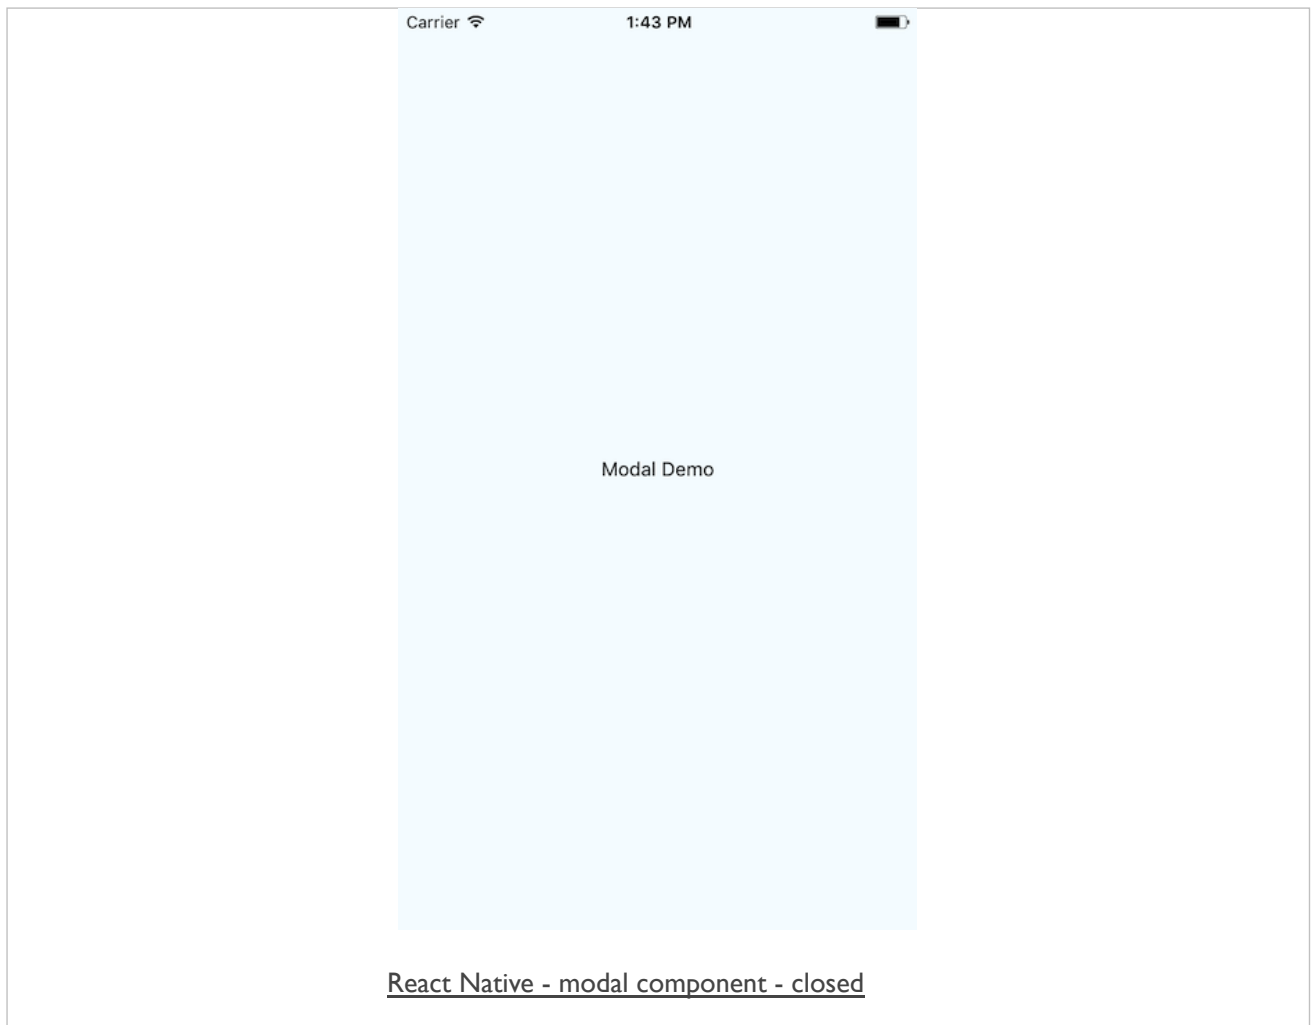 Carrier 1:43 PM
Modal Demo
React Native - modal component - closed